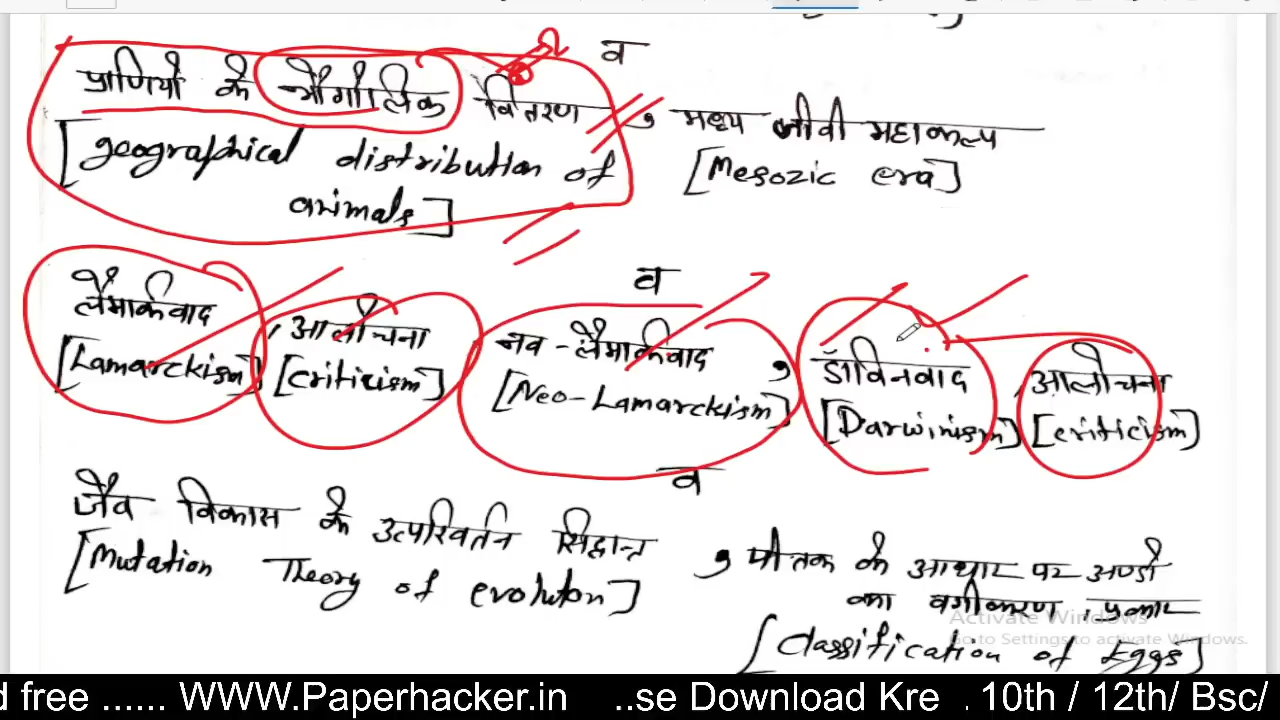 व
प्राणियो के भौगोलिक वितरण , मध्य जीवी महाकल्प
[geographical distribution of animals] [Mesozic era]
व
लैमार्कवाद , आलोचना नव-लैमार्कवाद , डॉर्विनवाद , आलोचना
[Lamarckism] [criticism] [Neo-Lamarckism] [Darwinism] [criticism]
व
जैव विकास के उत्परिवर्तन सिद्धान्त , पीतक के आधार पर अण्डो
का वर्गीकरण , प्रकार
[Mutation Theory of evoluton]
[Classification of Eggs]
Activate Windows
Go to Settings to activate Windows.
d free ...... WWW.Paperhacker.in ..se Download Kre . 10th / 12th/ Bsc/